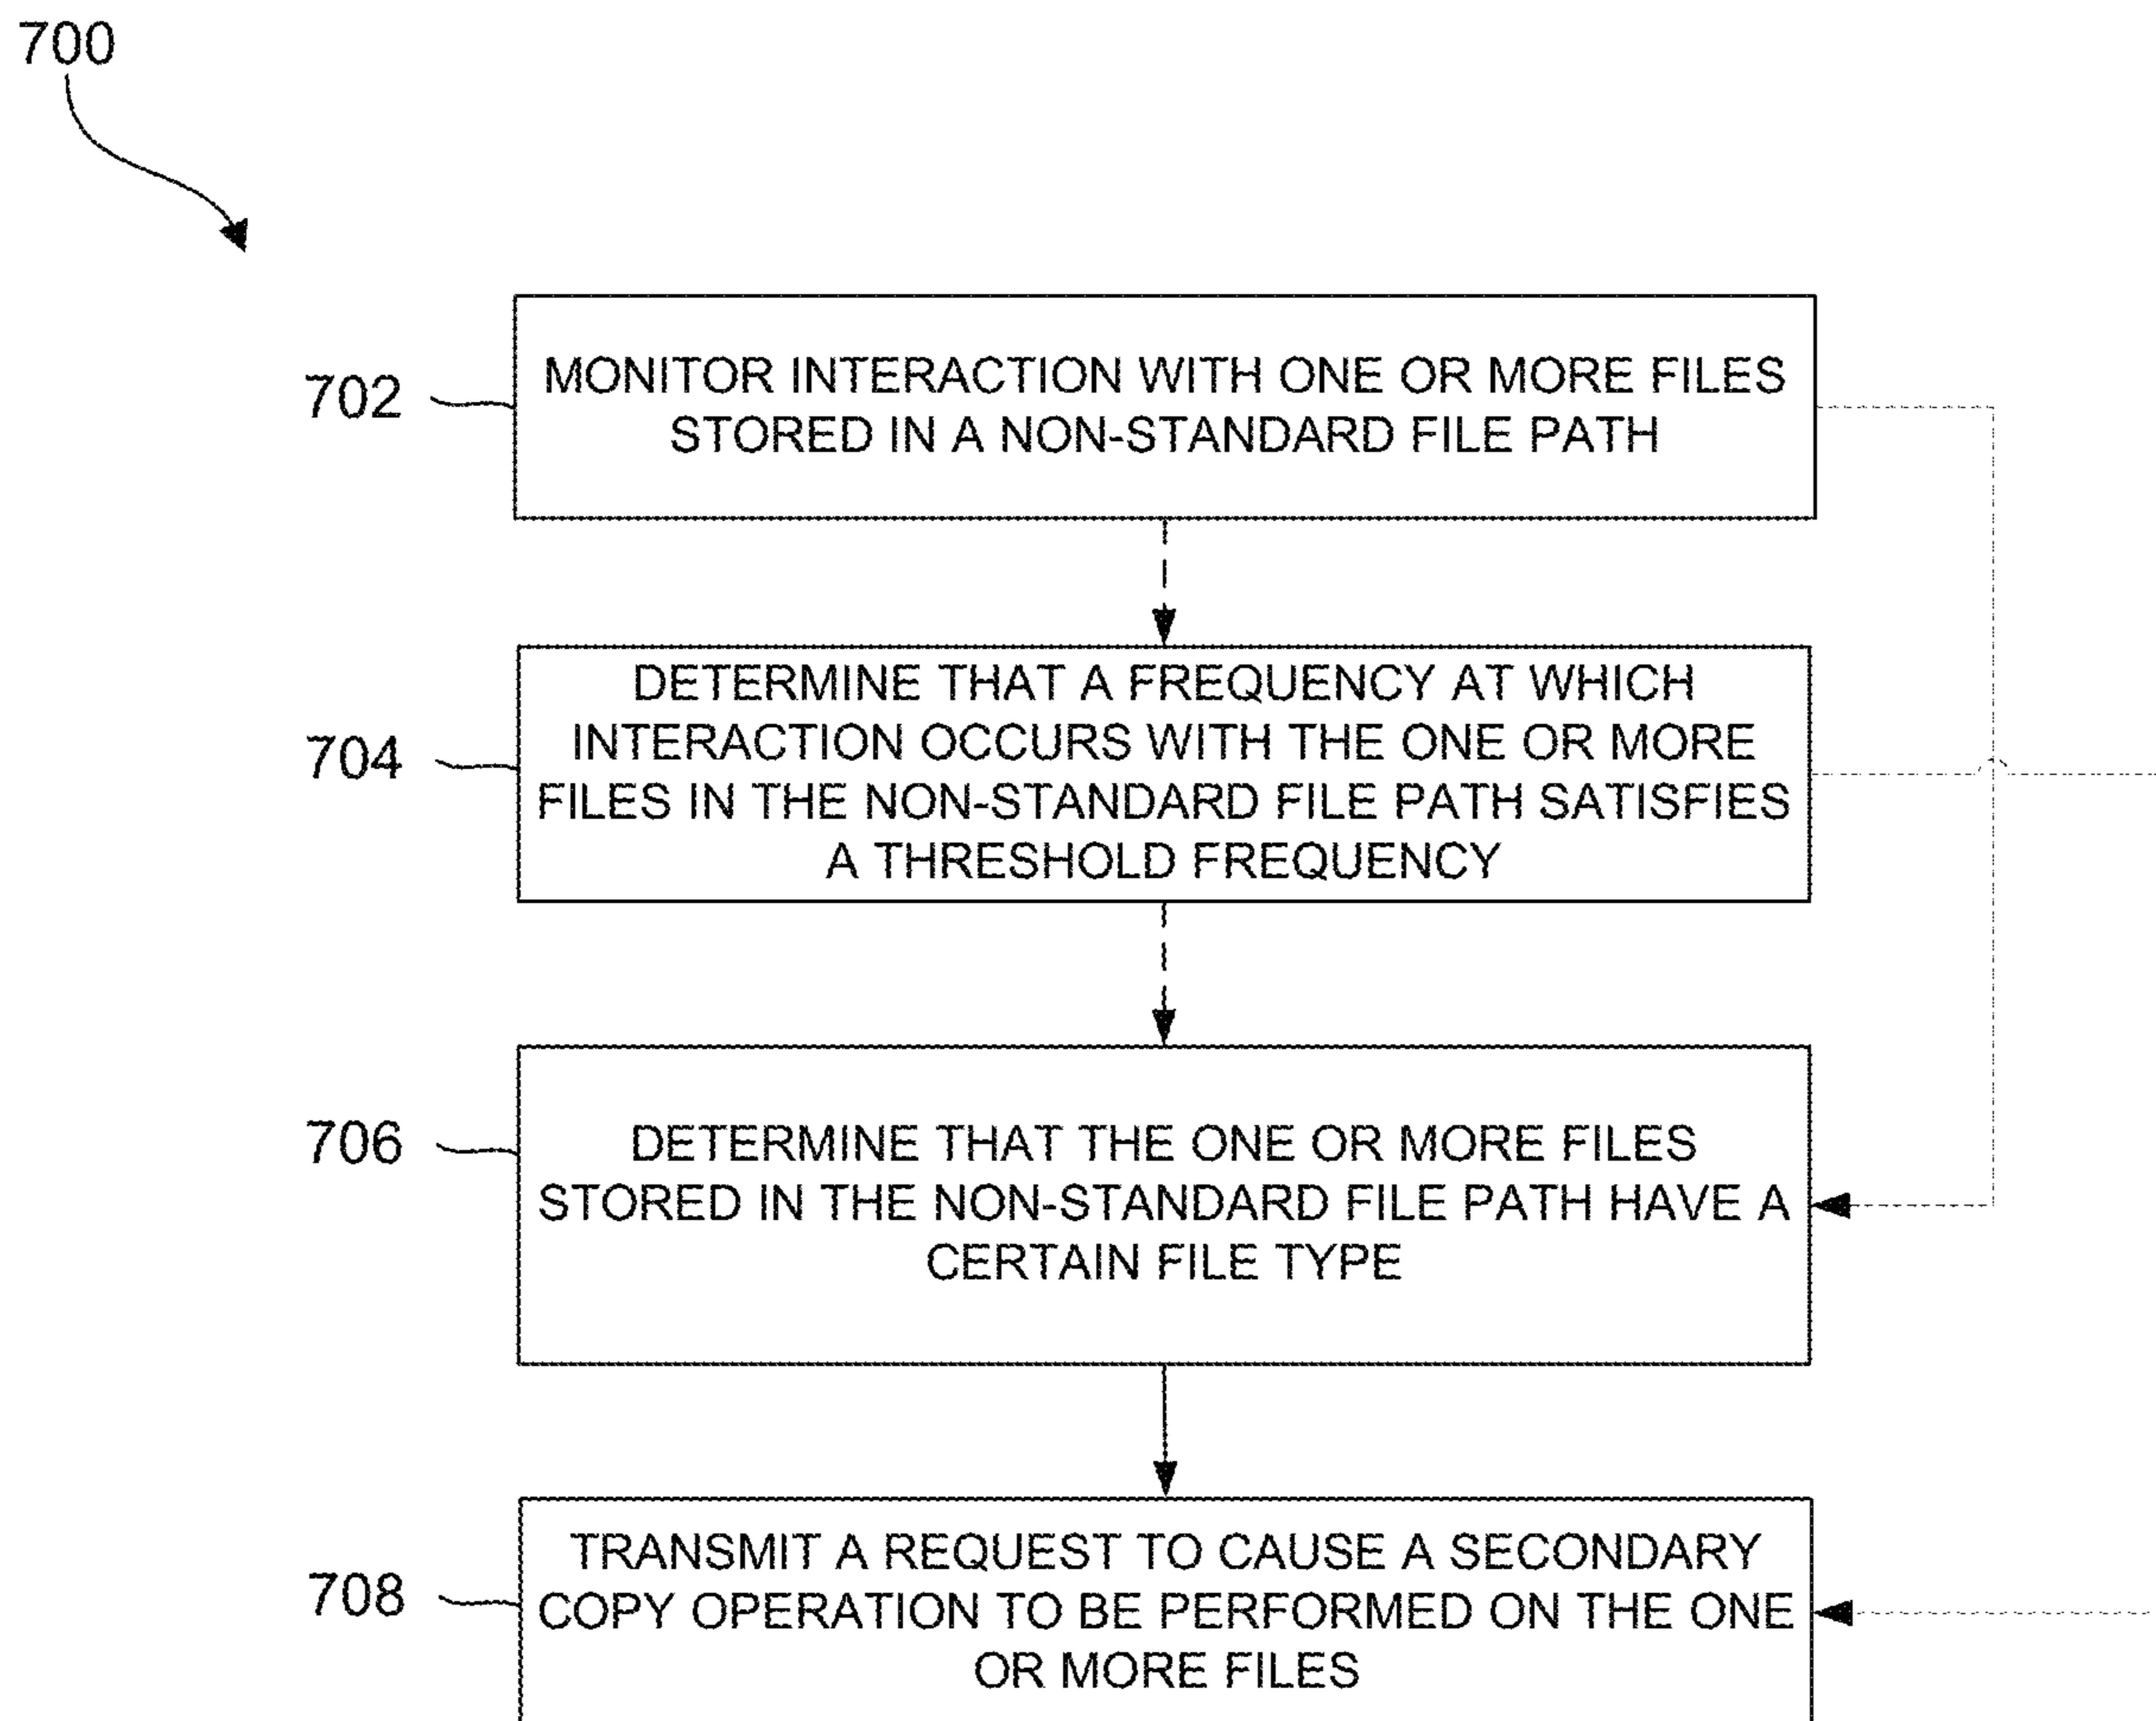 700
702
MONITOR INTERACTION WITH ONE OR MORE FILES
STORED IN A NON-STANDARD FILE PATH
704
DETERMINE THAT A FREQUENCY AT WHICH
INTERACTION OCCURS WITH THE ONE OR MORE
FILES IN THE NON-STANDARD FILE PATH SATISFIES
A THRESHOLD FREQUENCY
706
DETERMINE THAT THE ONE OR MORE FILES
STORED IN THE NON-STANDARD FILE PATH HAVE A
CERTAIN FILE TYPE
708
TRANSMIT A REQUEST TO CAUSE A SECONDARY
COPY OPERATION TO BE PERFORMED ON THE ONE
OR MORE FILES